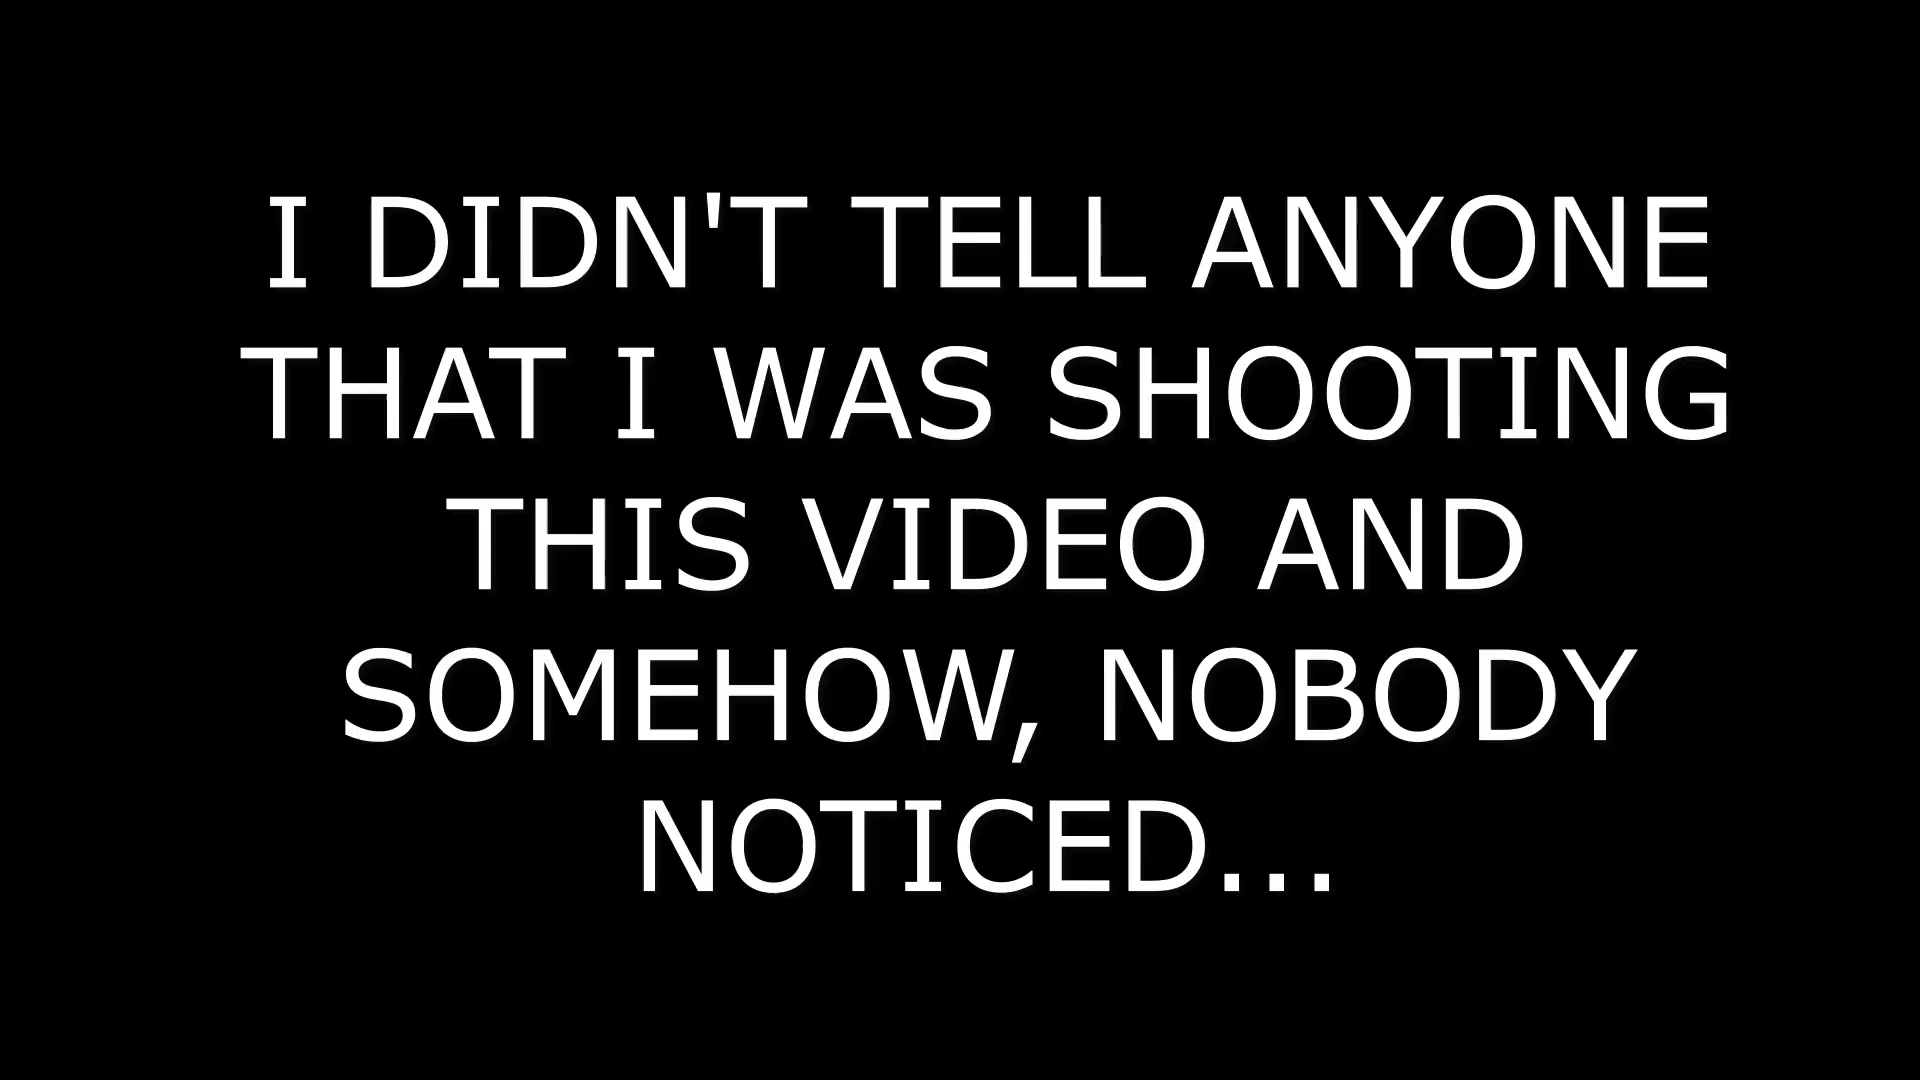 I DIDN'T TELL ANYONE
THAT I WAS SHOOTING
THIS VIDEO AND
SOMEHOW, NOBODY
NOTICED...